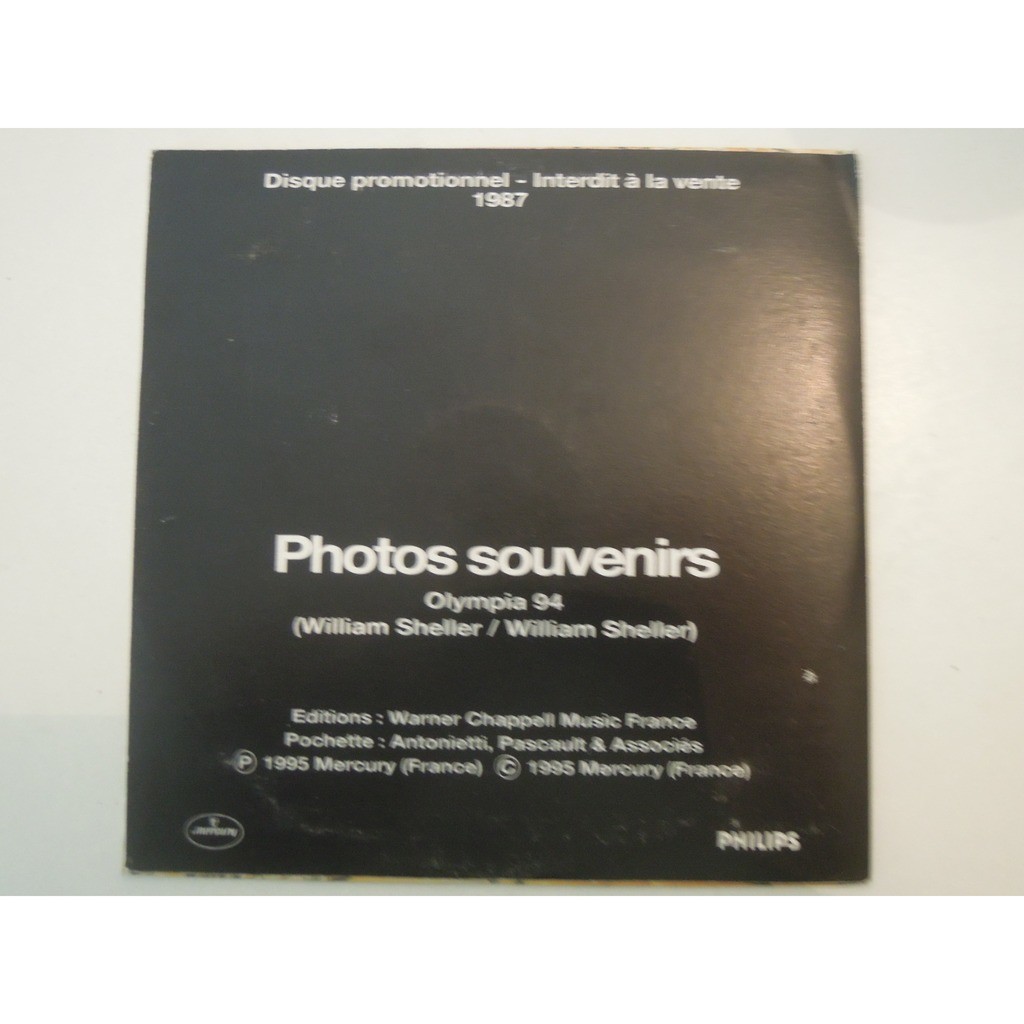 Disque promotionnel - Interdit à la vente
1987
Photos souvenirs
Olympia 94
(William Sheller / William Sheller)
Editions : Warner Chappell Music France
Pochette : Antonietti, Pascault & Associés
Ⓟ 1995 Mercury (France) © 1995 Mercury (France)
mercury
PHILIPS